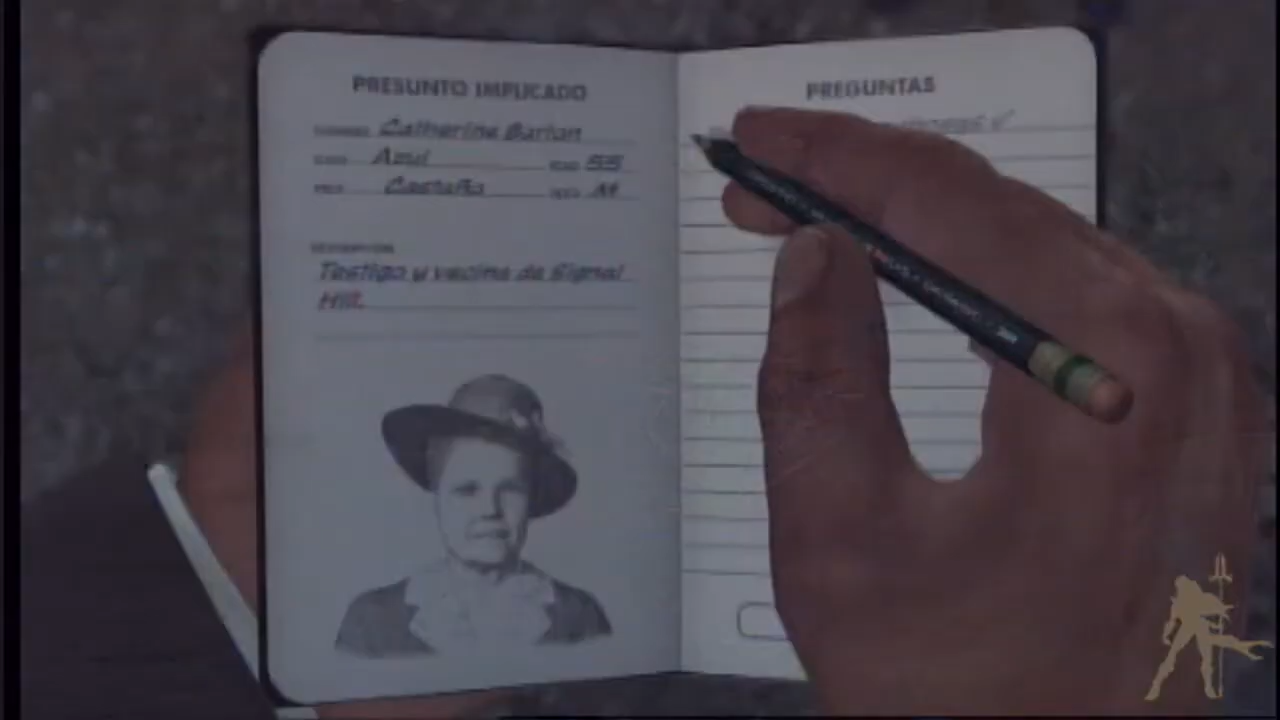 PRESUNTO IMPLICADO
Catherine Barton
Azul 55
Castaño M
Testigo y vecina de Signal
Hill.
PREGUNTAS